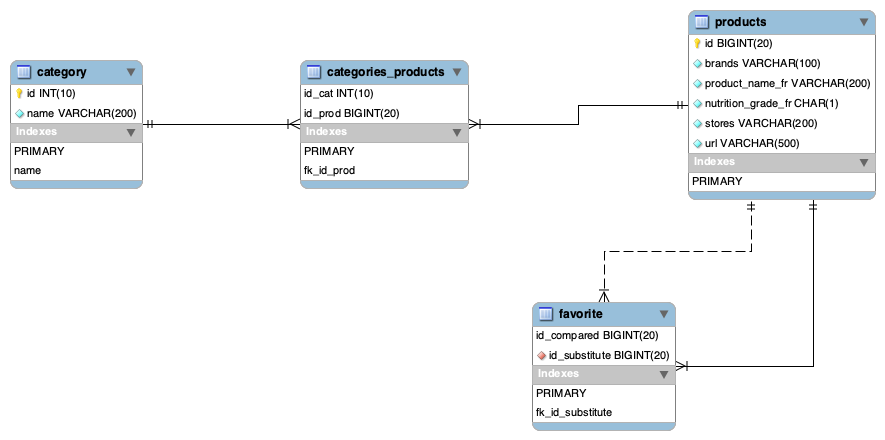 category
id INT(10)
name VARCHAR(200)
Indexes
PRIMARY
name
categories_products
id_cat INT(10)
id_prod BIGINT(20)
Indexes
PRIMARY
fk_id_prod
products
id BIGINT(20)
brands VARCHAR(100)
product_name_fr VARCHAR(200)
nutrition_grade_fr CHAR(1)
stores VARCHAR(200)
url VARCHAR(500)
Indexes
PRIMARY
favorite
id_compared BIGINT(20)
id_substitute BIGINT(20)
Indexes
PRIMARY
fk_id_substitute